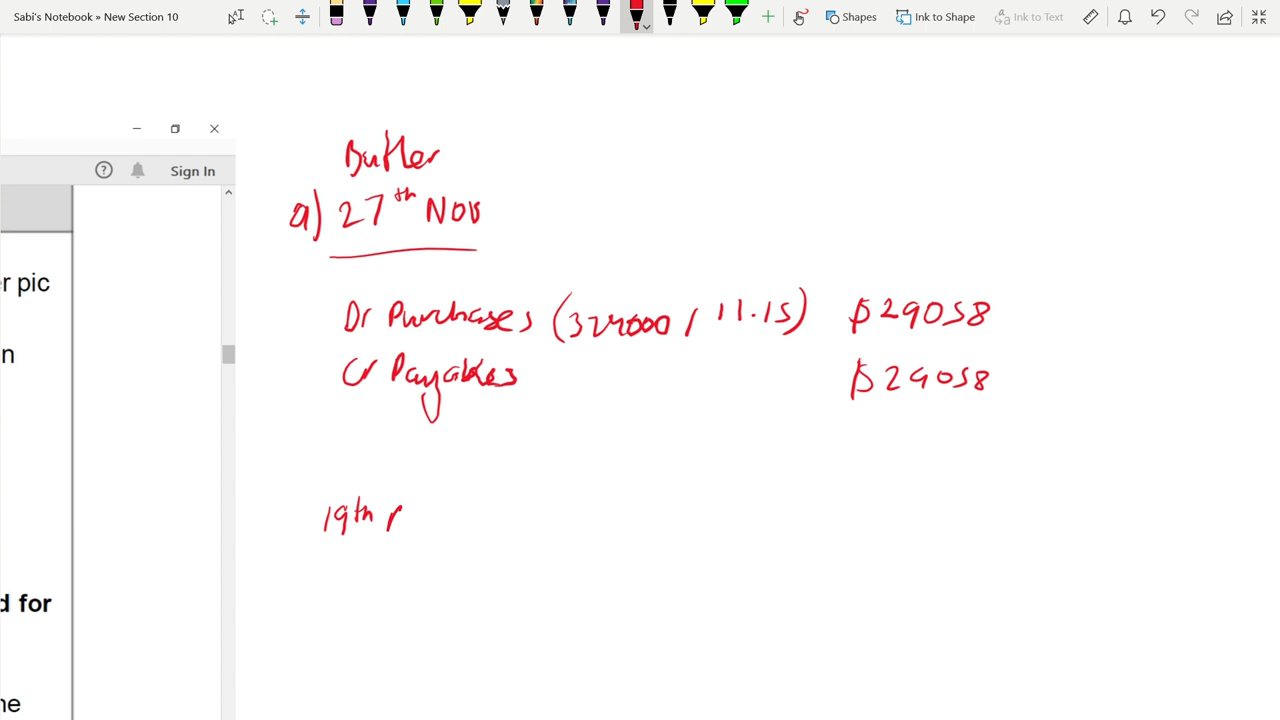 Sabi's Notebook » New Section 10
Shapes
Ink to Shape
Ink to Text
Sign In
r pic
n
d for
ne
Butler
a) 27th Nov
Dr Purchases (324000 / 11.15) $29058
Cr Payables $29058
19th